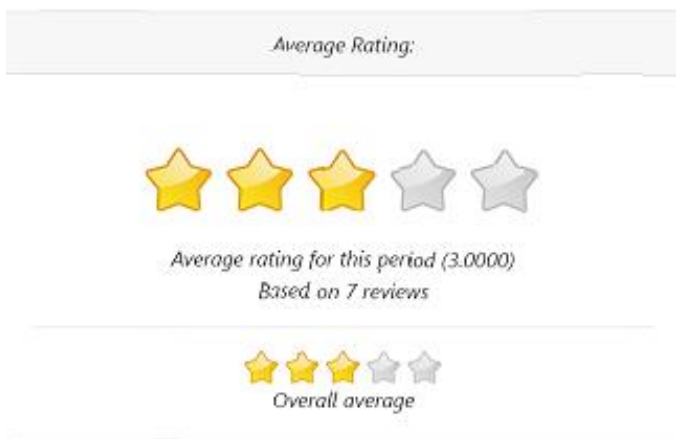 Average Rating:
Average rating for this period (3.0000)
Based on 7 reviews
Overall average